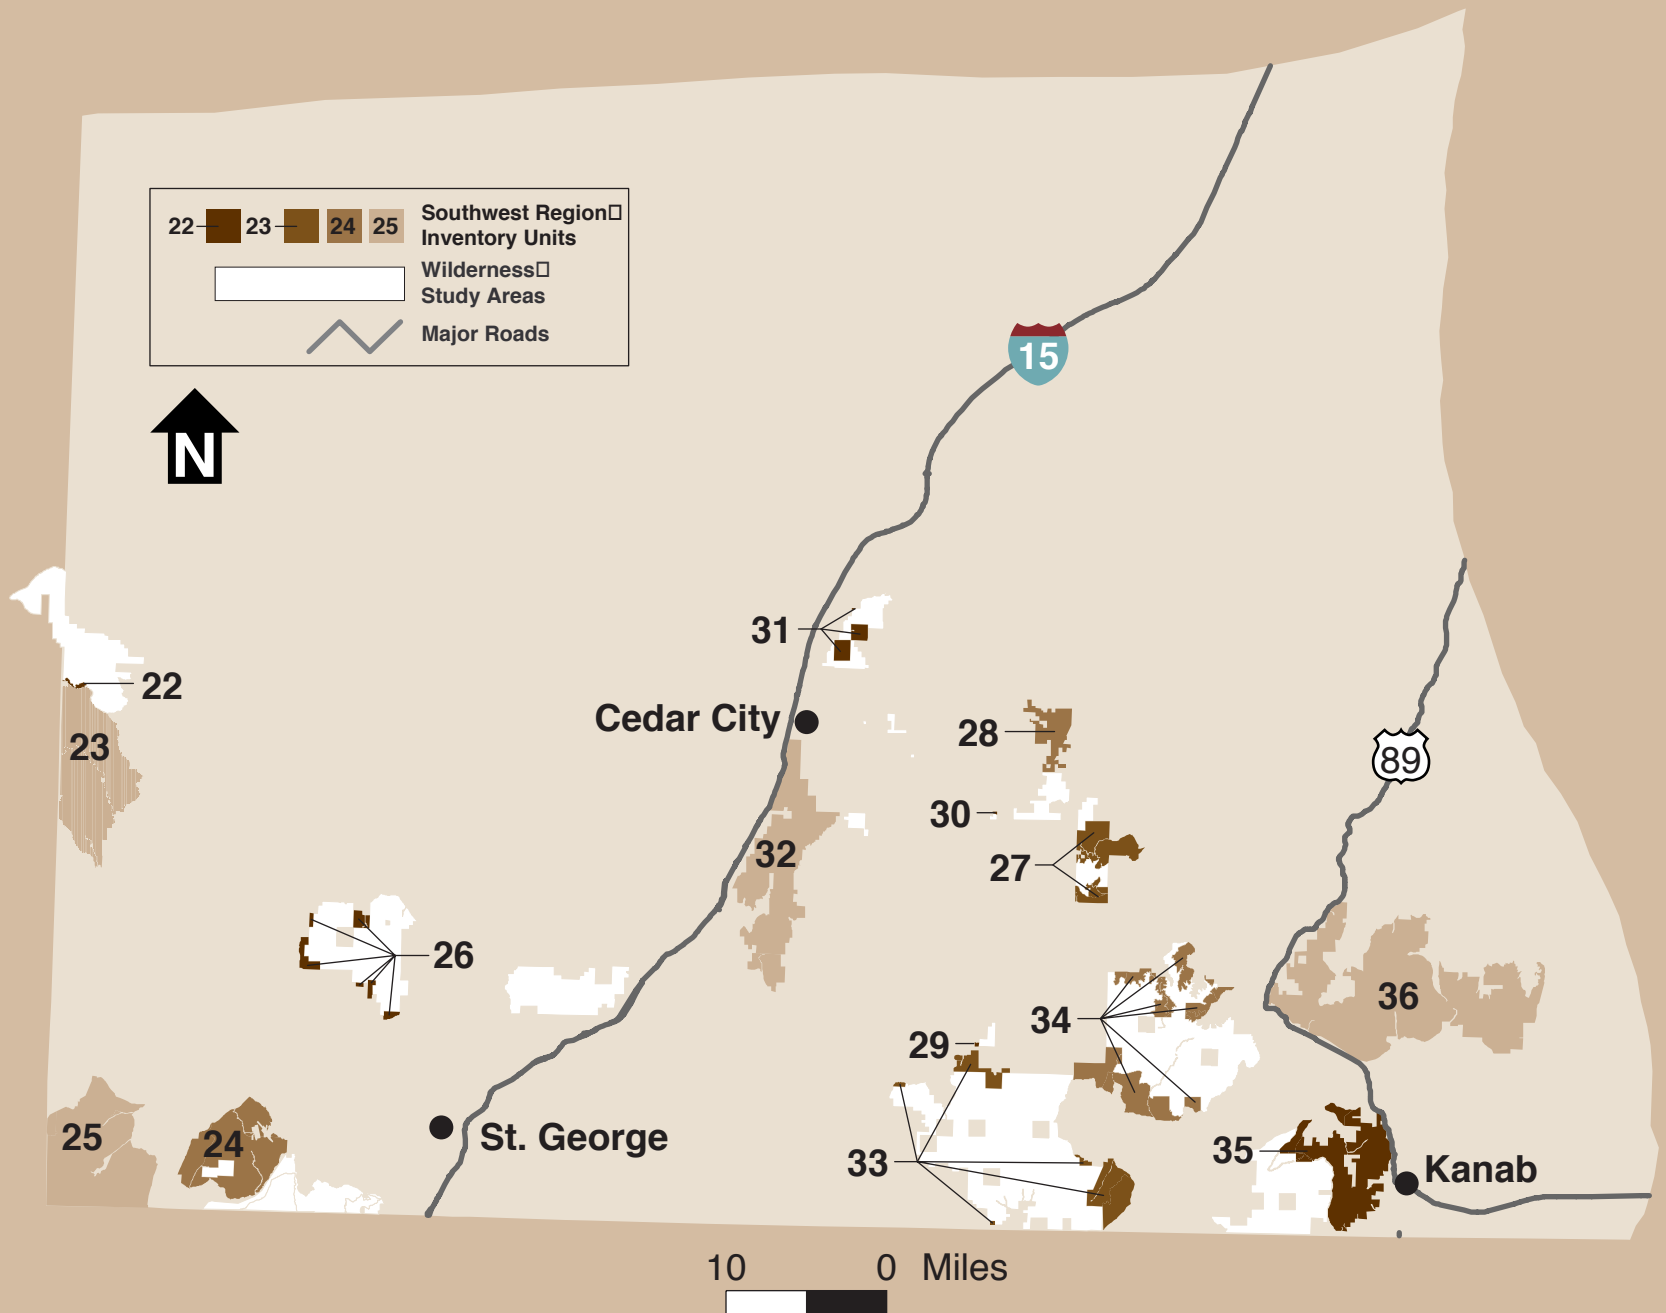 22 23 24 25 Southwest Region
Inventory Units
Wilderness
Study Areas
Major Roads
N
15
31
22
Cedar City
23
28
89
30
32
27
26
36
34
29
25
24
St. George
33
35
Kanab
10 0 Miles